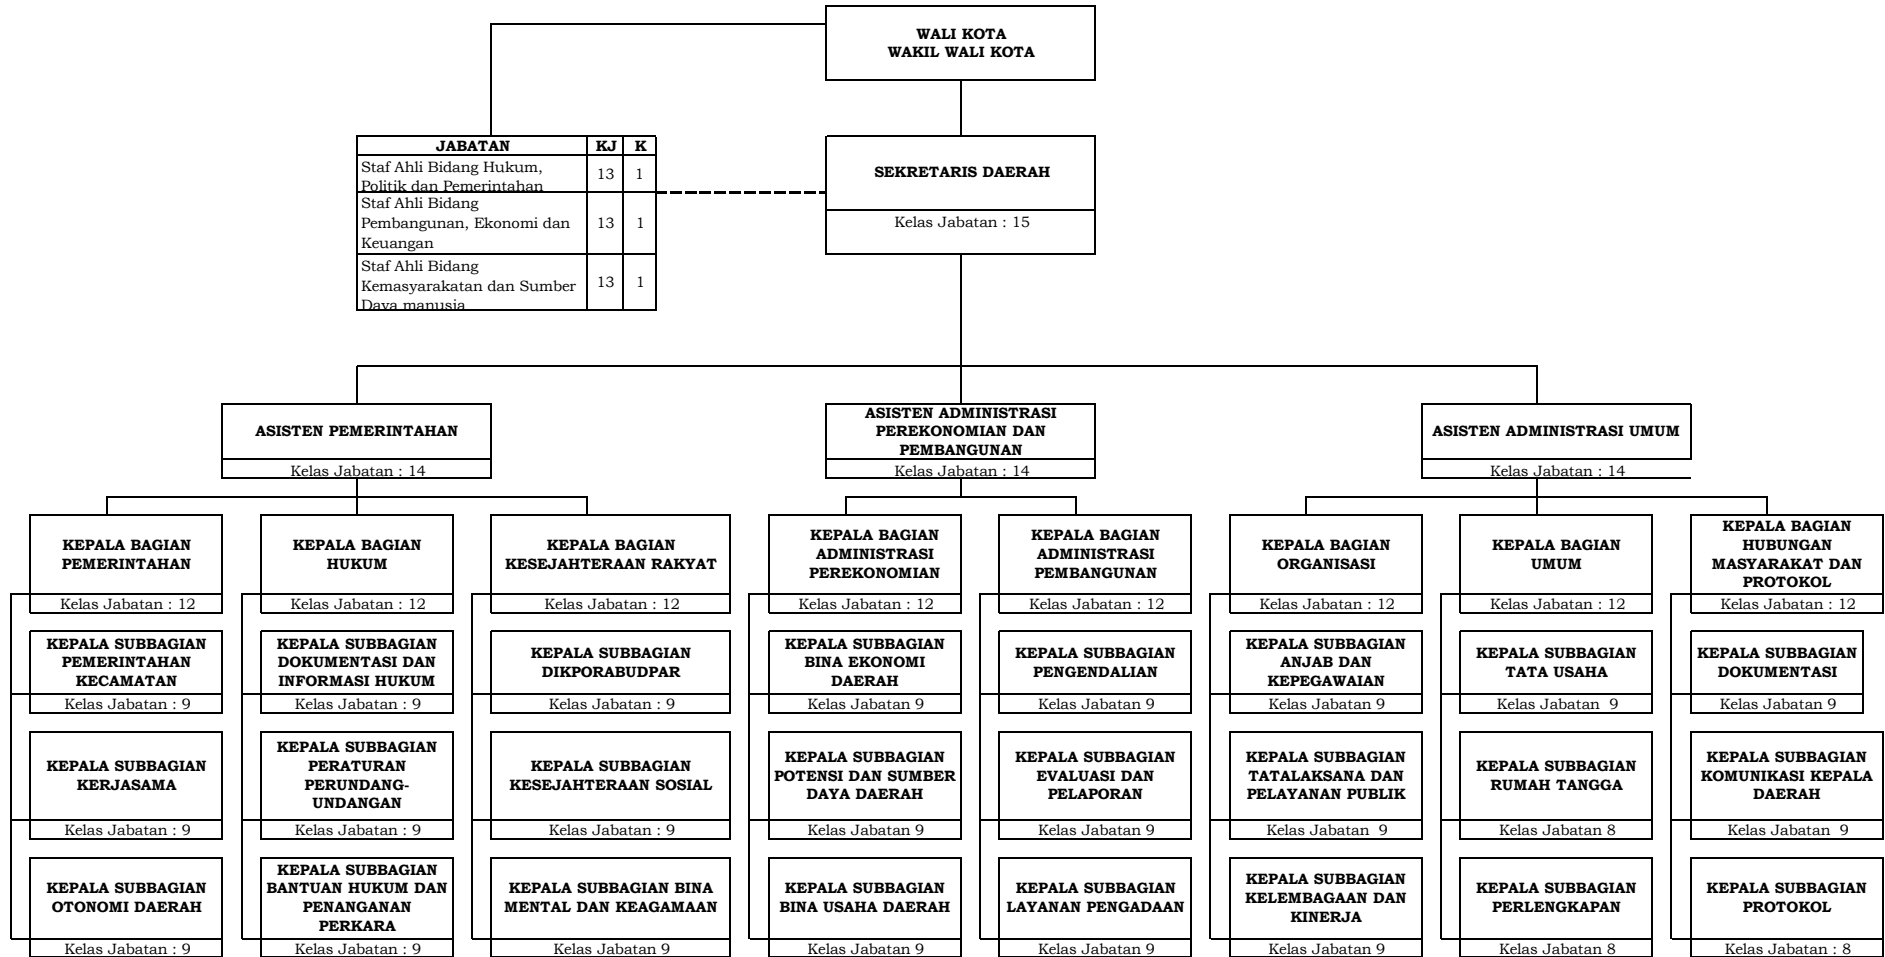 WALI KOTA
WAKIL WALI KOTA
JABATAN KJ K
Staf Ahli Bidang Hukum,
Politik dan Pemerintahan
13 1
Staf Ahli Bidang
Pembangunan, Ekonomi dan
Keuangan
13 1
Staf Ahli Bidang
Kemasyarakatan dan Sumber
Daya manusia
13 1
SEKRETARIS DAERAH
Kelas Jabatan : 15
ASISTEN PEMERINTAHAN
Kelas Jabatan : 14
ASISTEN ADMINISTRASI
PEREKONOMIAN DAN
PEMBANGUNAN
Kelas Jabatan : 14
ASISTEN ADMINISTRASI UMUM
Kelas Jabatan : 14
KEPALA BAGIAN
PEMERINTAHAN
Kelas Jabatan : 12
KEPALA SUBBAGIAN
PEMERINTAHAN
KECAMATAN
Kelas Jabatan : 9
KEPALA SUBBAGIAN
KERJASAMA
Kelas Jabatan : 9
KEPALA SUBBAGIAN
OTONOMI DAERAH
Kelas Jabatan : 9
KEPALA BAGIAN
HUKUM
Kelas Jabatan : 12
KEPALA SUBBAGIAN
DOKUMENTASI DAN
INFORMASI HUKUM
Kelas Jabatan : 9
KEPALA SUBBAGIAN
PERATURAN
PERUNDANG-
UNDANGAN
Kelas Jabatan : 9
KEPALA SUBBAGIAN
BANTUAN HUKUM DAN
PENANGANAN
PERKARA
Kelas Jabatan : 9
KEPALA BAGIAN
KESEJAHTERAAN RAKYAT
Kelas Jabatan : 12
KEPALA SUBBAGIAN
DIKPORABUDPAR
Kelas Jabatan : 9
KEPALA SUBBAGIAN
KESEJAHTERAAN SOSIAL
Kelas Jabatan : 9
KEPALA SUBBAGIAN BINA
MENTAL DAN KEAGAMAAN
Kelas Jabatan 9
KEPALA BAGIAN
ADMINISTRASI
PEREKONOMIAN
Kelas Jabatan : 12
KEPALA SUBBAGIAN
BINA EKONOMI
DAERAH
Kelas Jabatan 9
KEPALA SUBBAGIAN
POTENSI DAN SUMBER
DAYA DAERAH
Kelas Jabatan 9
KEPALA SUBBAGIAN
BINA USAHA DAERAH
Kelas Jabatan 9
KEPALA BAGIAN
ADMINISTRASI
PEMBANGUNAN
Kelas Jabatan : 12
KEPALA SUBBAGIAN
PENGENDALIAN
Kelas Jabatan 9
KEPALA SUBBAGIAN
EVALUASI DAN
PELAPORAN
Kelas Jabatan 9
KEPALA SUBBAGIAN
LAYANAN PENGADAAN
Kelas Jabatan 9
KEPALA BAGIAN
ORGANISASI
Kelas Jabatan : 12
KEPALA SUBBAGIAN
ANJAB DAN
KEPEGAWAIAN
Kelas Jabatan 9
KEPALA SUBBAGIAN
TATALAKSANA DAN
PELAYANAN PUBLIK
Kelas Jabatan 9
KEPALA SUBBAGIAN
KELEMBAGAAN DAN
KINERJA
Kelas Jabatan 9
KEPALA BAGIAN
UMUM
Kelas Jabatan : 12
KEPALA SUBBAGIAN
TATA USAHA
Kelas Jabatan 9
KEPALA SUBBAGIAN
RUMAH TANGGA
Kelas Jabatan 8
KEPALA SUBBAGIAN
PERLENGKAPAN
Kelas Jabatan 8
KEPALA BAGIAN
HUBUNGAN
MASYARAKAT DAN
PROTOKOL
Kelas Jabatan : 12
KEPALA SUBBAGIAN
DOKUMENTASI
Kelas Jabatan 9
KEPALA SUBBAGIAN
KOMUNIKASI KEPALA
DAERAH
Kelas Jabatan 9
KEPALA SUBBAGIAN
PROTOKOL
Kelas Jabatan : 8